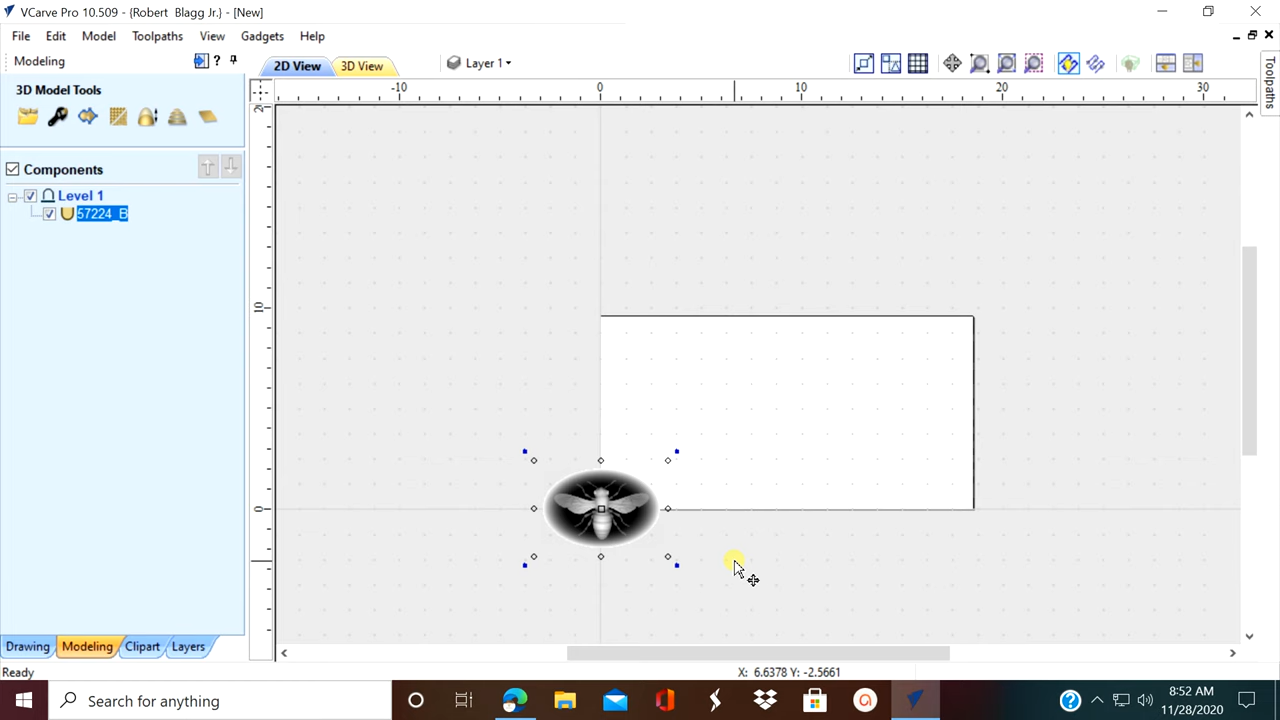 VCarve Pro 10.509 - {Robert Blagg Jr.} - [New]
File Edit Model Toolpaths View Gadgets Help
Modeling
2D View
3D View
Layer 1
Toolpaths
-10 0 10 20 30
3D Model Tools
Components
Level 1
57224_B
10
0
Drawing Modeling Clipart Layers
Ready
X: 6.6378 Y: -2.5661
Search for anything
8:52 AM
11/28/2020